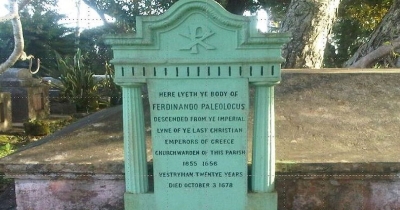 HERE LYETH YE BODY OF
FERDINANDO PALEOLOGUS
DESCENDED FROM YE IMPERIAL
LYNE OF YE LAST CHRISTIAN
EMPERORS OF GREECE
CHURCHWARDEN OF THIS PARISH
1655 1656
VESTRYMAN TWENTYE YEARS
DIED OCTOBER 3 1678